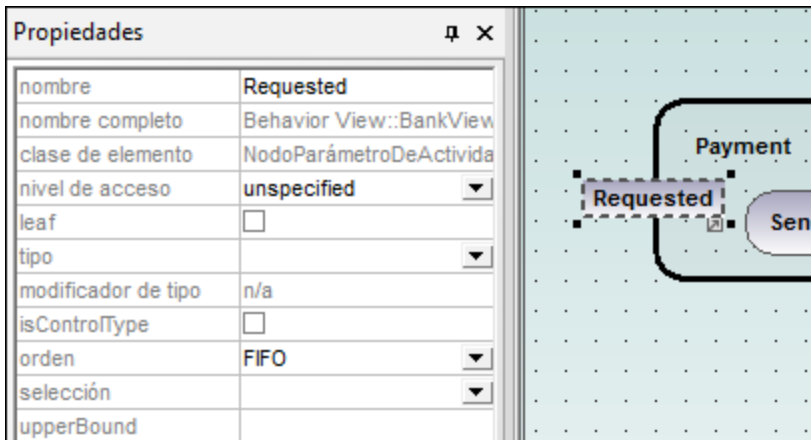 Propiedades
nombre Requested
nombre completo Behavior View::BankView
clase de elemento NodoParámetroDeActivida
nivel de acceso unspecified
leaf
tipo
modificador de tipo n/a
isControlType
orden FIFO
selección
upperBound
Payment
Requested
Sen